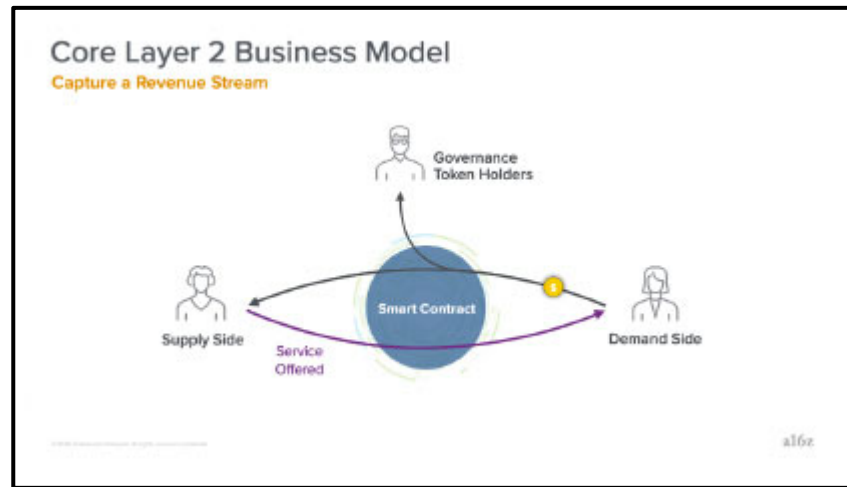 Core Layer 2 Business Model
Capture a Revenue Stream
Governance
Token Holders
$
Smart Contract
Supply Side
Demand Side
Service
Offered
a16z